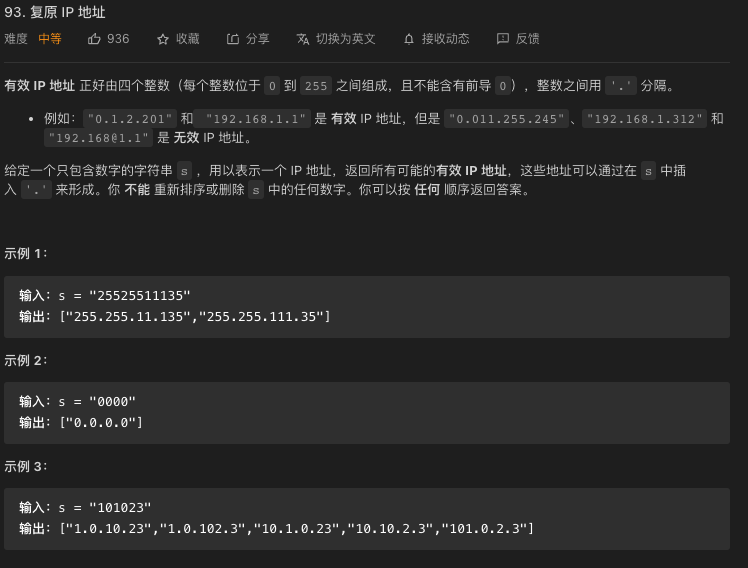 93. 复原 IP 地址
难度 中等 936 收藏 分享 切换为英文 接收动态 反馈
有效 IP 地址 正好由四个整数（每个整数位于 0 到 255 之间组成，且不能含有前导 0），整数之间用 '.' 分隔。
• 例如："0.1.2.201" 和 "192.168.1.1" 是 有效 IP 地址，但是 "0.011.255.245"、"192.168.1.312" 和
"192.168@1.1" 是 无效 IP 地址。
给定一个只包含数字的字符串 s ，用以表示一个 IP 地址，返回所有可能的有效 IP 地址，这些地址可以通过在 s 中插
入 '.' 来形成。你 不能 重新排序或删除 s 中的任何数字。你可以按 任何 顺序返回答案。
示例 1：
输入：s = "25525511135"
输出：["255.255.11.135","255.255.111.35"]
示例 2：
输入：s = "0000"
输出：["0.0.0.0"]
示例 3：
输入：s = "101023"
输出：["1.0.10.23","1.0.102.3","10.1.0.23","10.10.2.3","101.0.2.3"]